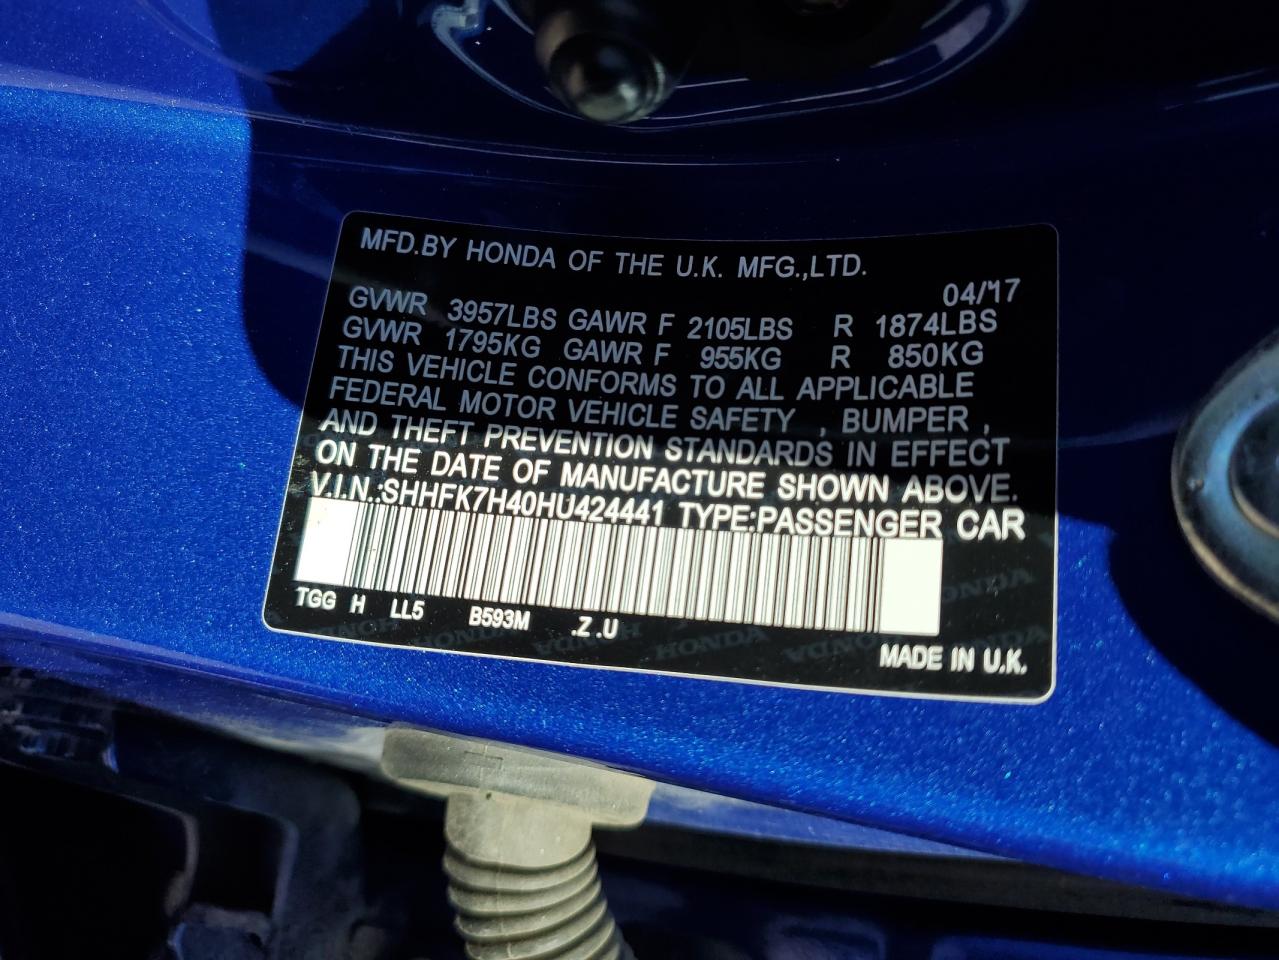 MFD.BY HONDA OF THE U.K. MFG.,LTD.
04/'17
GVWR 3957LBS GAWR F 2105LBS R 1874LBS
GVWR 1795KG GAWR F 955KG R 850KG
THIS VEHICLE CONFORMS TO ALL APPLICABLE
FEDERAL MOTOR VEHICLE SAFETY , BUMPER ,
AND THEFT PREVENTION STANDARDS IN EFFECT
ON THE DATE OF MANUFACTURE SHOWN ABOVE.
V.I.N.:SHHFK7H40HU424441 TYPE:PASSENGER CAR
TGG H LL5 B593M .Z .U
HONDA HONDA HONDA HONDA HONDA
MADE IN U.K.